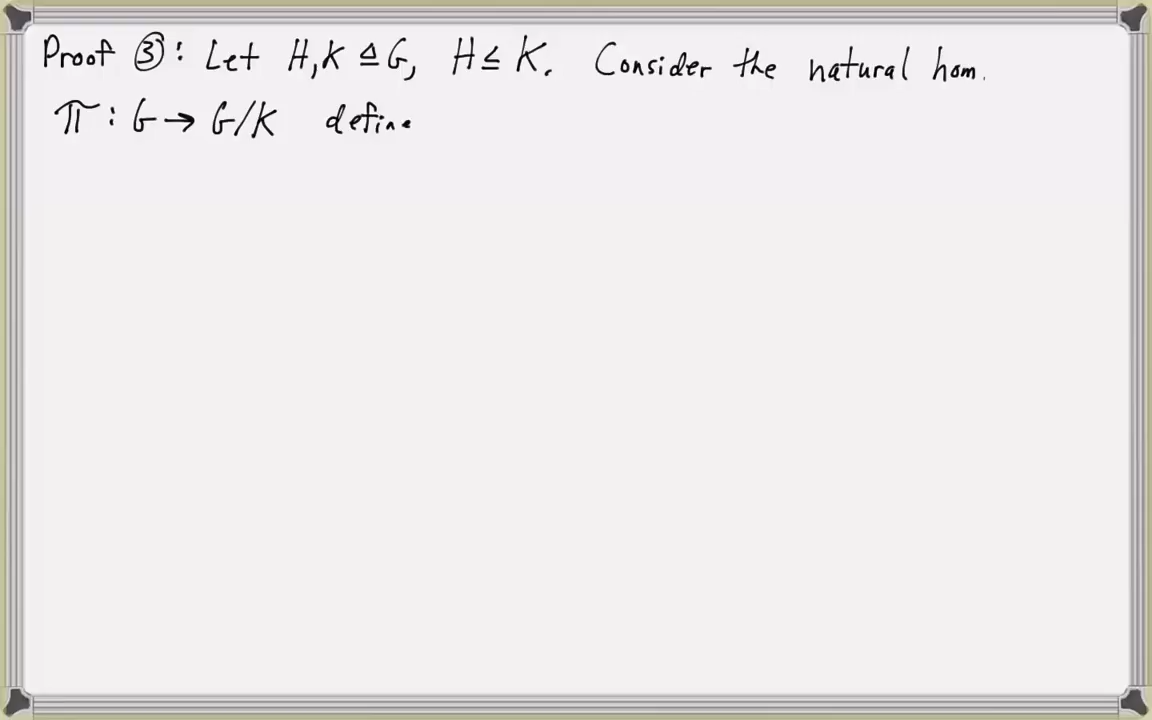 Proof ③: Let H,K ⊴ G, H ≤ K. Consider the natural hom.
π: G → G/K define